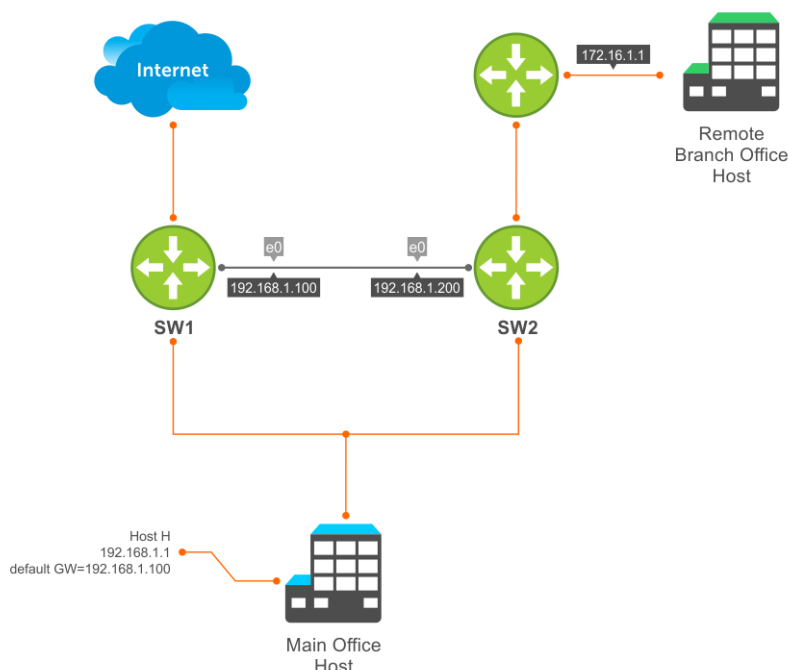 Internet
172.16.1.1
Remote
Branch Office
Host
e0
e0
192.168.1.100
192.168.1.200
SW1
SW2
Host H
192.168.1.1
default GW=192.168.1.100
Main Office
Host